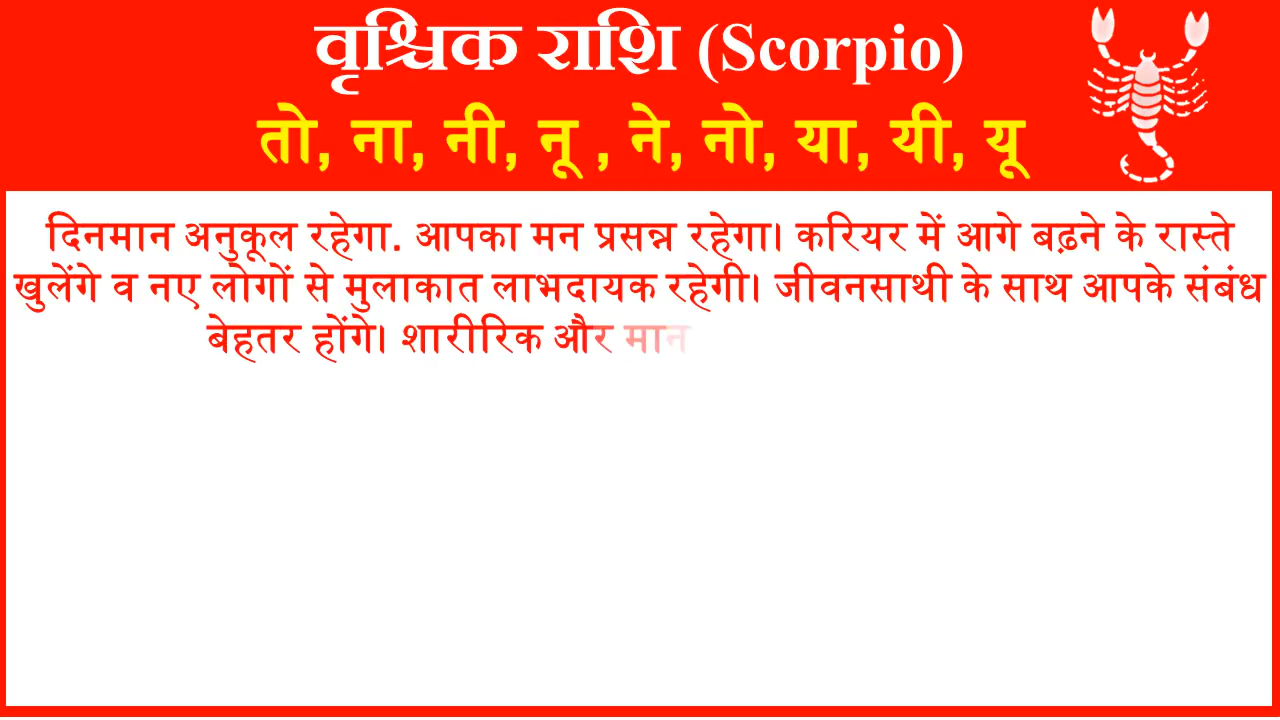 वृश्चिक राशि (Scorpio)
तो, ना, नी, नू , ने, नो, या, यी, यू
दिनमान अनुकूल रहेगा. आपका मन प्रसन्न रहेगा। करियर में आगे बढ़ने के रास्ते
खुलेंगे व नए लोगों से मुलाकात लाभदायक रहेगी। जीवनसाथी के साथ आपके संबंध
बेहतर होंगे। शारीरिक और मान